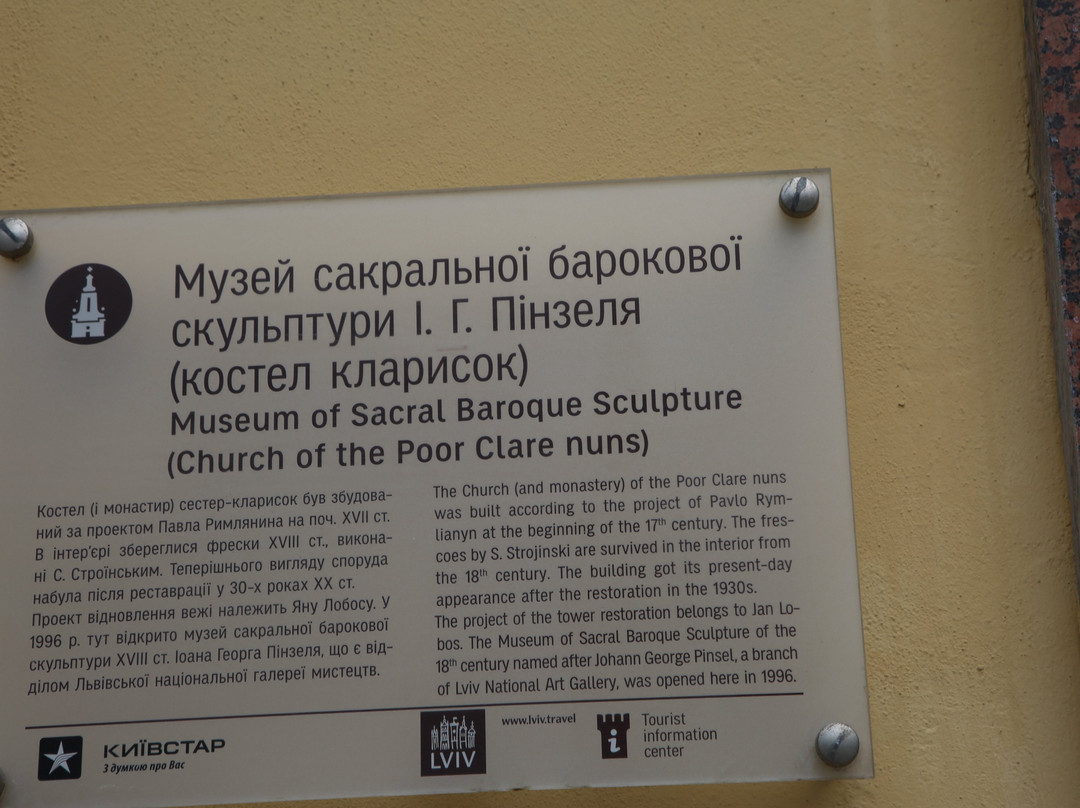 Музей сакральної барокової
скульптури І. Г. Пінзеля
(костел кларисок)
Museum of Sacral Baroque Sculpture
(Church of the Poor Clare nuns)
Костел (і монастир) сестер-кларисок був збудова-
ний за проектом Павла Римлянина на поч. XVII ст.
В інтер'єрі збереглися фрески XVIII ст., викона-
ні С. Строїнським. Теперішнього вигляду споруда
набула після реставрації у 30-х роках XX ст.
Проект відновлення вежі належить Яну Лобосу. У
1996 р. тут відкрито музей сакральної барокової
скульптури XVIII ст. Іоана Георга Пінзеля, що є від-
ділом Львівської національної галереї мистецтв.
The Church (and monastery) of the Poor Clare nuns
was built according to the project of Pavlo Rym-
lianyn at the beginning of the 17th century. The fres-
coes by S. Strojinski are survived in the interior from
the 18th century. The building got its present-day
appearance after the restoration in the 1930s.
The project of the tower restoration belongs to Jan Lo-
bos. The Museum of Sacral Baroque Sculpture of the
18th century named after Johann George Pinsel, a branch
of Lviv National Art Gallery, was opened here in 1996.
КИЇВСТАР
З думкою про Вас
LVIV
www.lviv.travel
i
Tourist
information
center